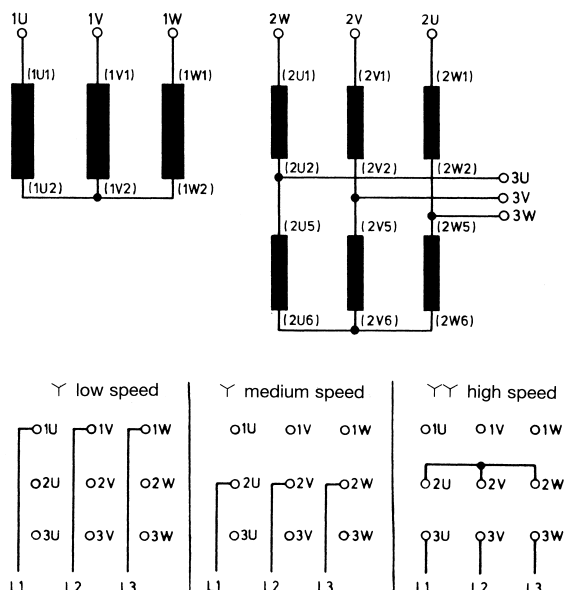 1U 1V 1W 2W 2V 2U
(1U1) (1V1) (1W1) (2U1) (2V1) (2W1)
(1U2) (1V2) (1W2) (2U2) (2V2) (2W2)
3U
3V
3W
(2U5) (2V5) (2W5)
(2U6) (2V6) (2W6)
Y low speed Y medium speed YY high speed
1U 1V 1W 1U 1V 1W 1U 1V 1W
2U 2V 2W 2U 2V 2W 2U 2V 2W
3U 3V 3W 3U 3V 3W 3U 3V 3W
L1 L2 L3 L1 L2 L3 L1 L2 L3